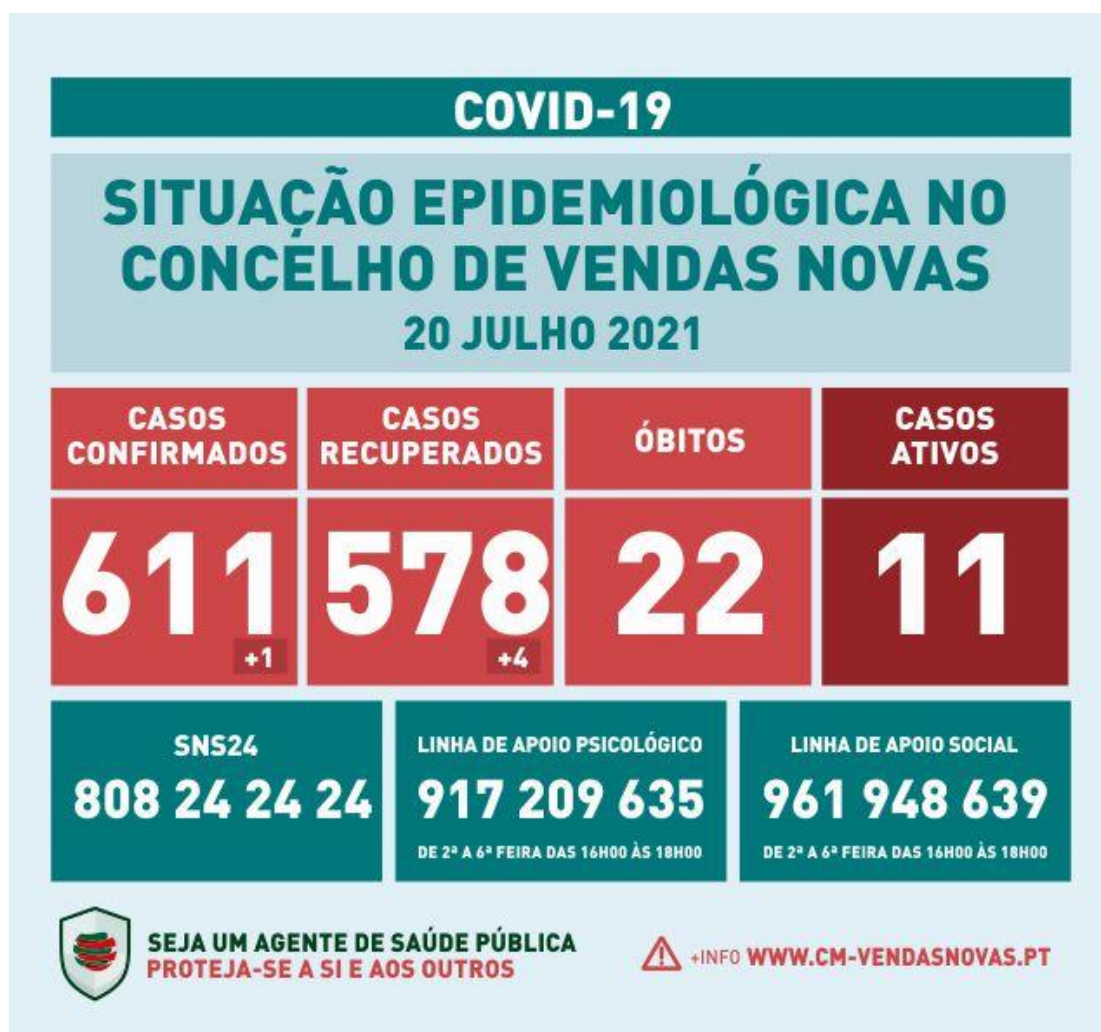 COVID-19
SITUAÇÃO EPIDEMIOLÓGICA NO
CONCELHO DE VENDAS NOVAS
20 JULHO 2021
CASOS
CONFIRMADOS
CASOS
RECUPERADOS
ÓBITOS
CASOS
ATIVOS
611
+1
578
+4
22
11
SNS24
808 24 24 24
LINHA DE APOIO PSICOLÓGICO
917 209 635
DE 2ª A 6ª FEIRA DAS 16H00 ÀS 18H00
LINHA DE APOIO SOCIAL
961 948 639
DE 2ª A 6ª FEIRA DAS 16H00 ÀS 18H00
SEJA UM AGENTE DE SAÚDE PÚBLICA
PROTEJA-SE A SI E AOS OUTROS
+INFO WWW.CM-VENDASNOVAS.PT